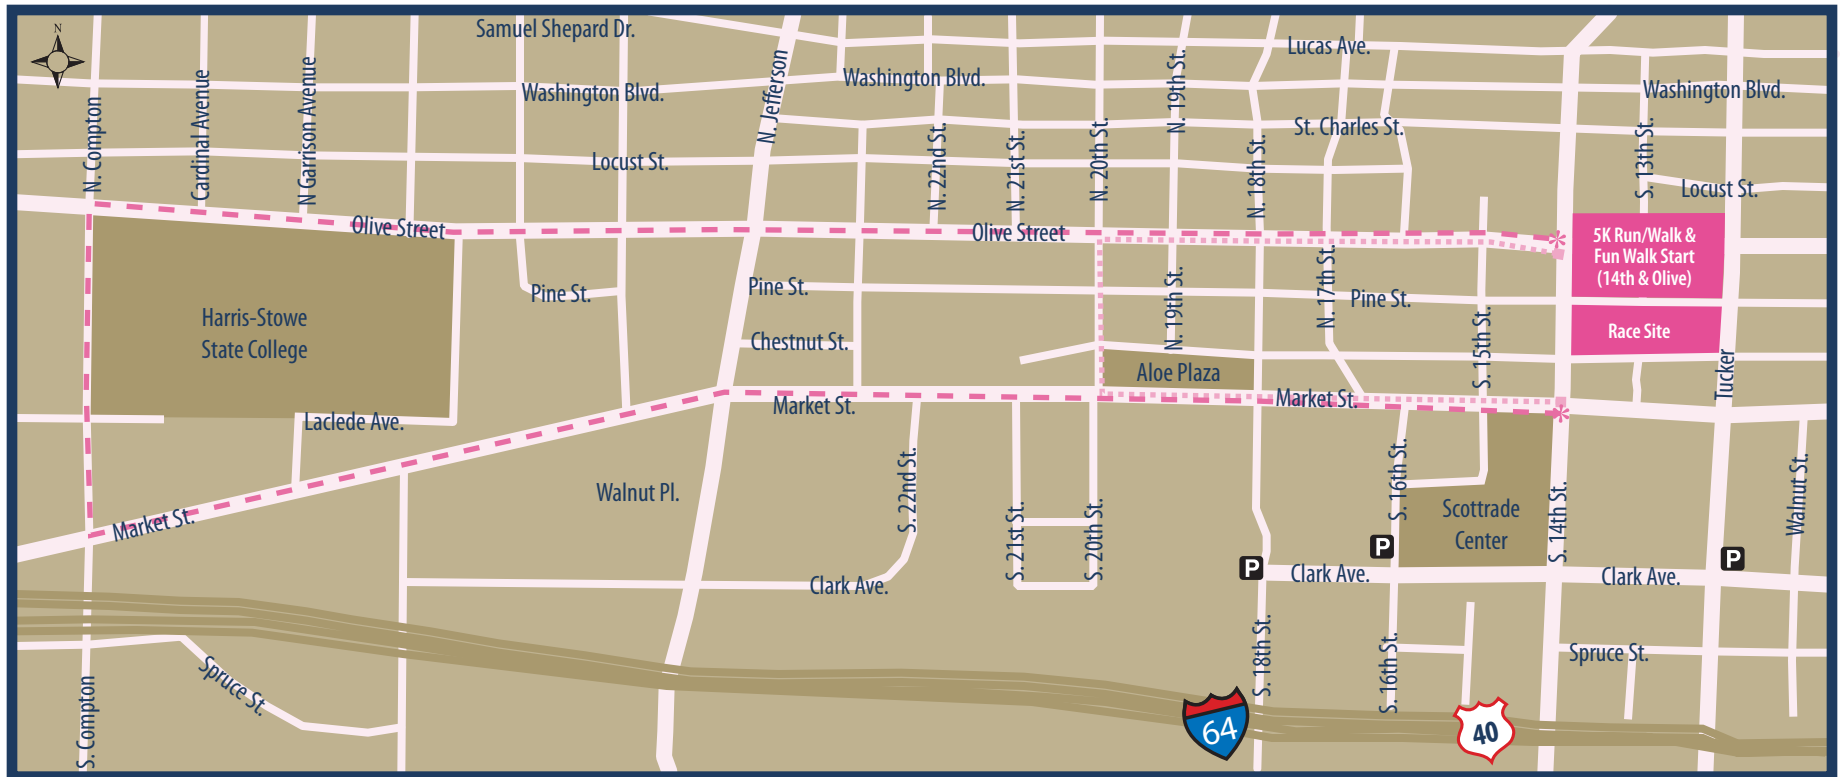 N
Samuel Shepard Dr.
Lucas Ave.
Washington Blvd.
Washington Blvd.
Washington Blvd.
N. Compton
Cardinal Avenue
N Garrison Avenue
N. Jefferson
N. 19th St.
St. Charles St.
Locust St.
N. 22nd St.
N. 21st St.
N. 20th St.
N. 18th St.
S. 13th St.
Locust St.
Olive Street
Olive Street
5K Run/Walk &
Fun Walk Start
(14th & Olive)
Race Site
Harris-Stowe
State College
Pine St.
Pine St.
Pine St.
Chestnut St.
N. 19th St.
N. 17th St.
S. 15th St.
Tucker
Aloe Plaza
Market St.
Market St.
Laclede Ave.
Walnut Pl.
Market St.
S. 22nd St.
S. 21st St.
S. 20th St.
S. 16th St.
Scottrade
Center
S. 14th St.
Walnut St.
P
P
P
Clark Ave.
Clark Ave.
Clark Ave.
S. Compton
Spruce St.
S. 18th St.
S. 16th St.
Spruce St.
64
40